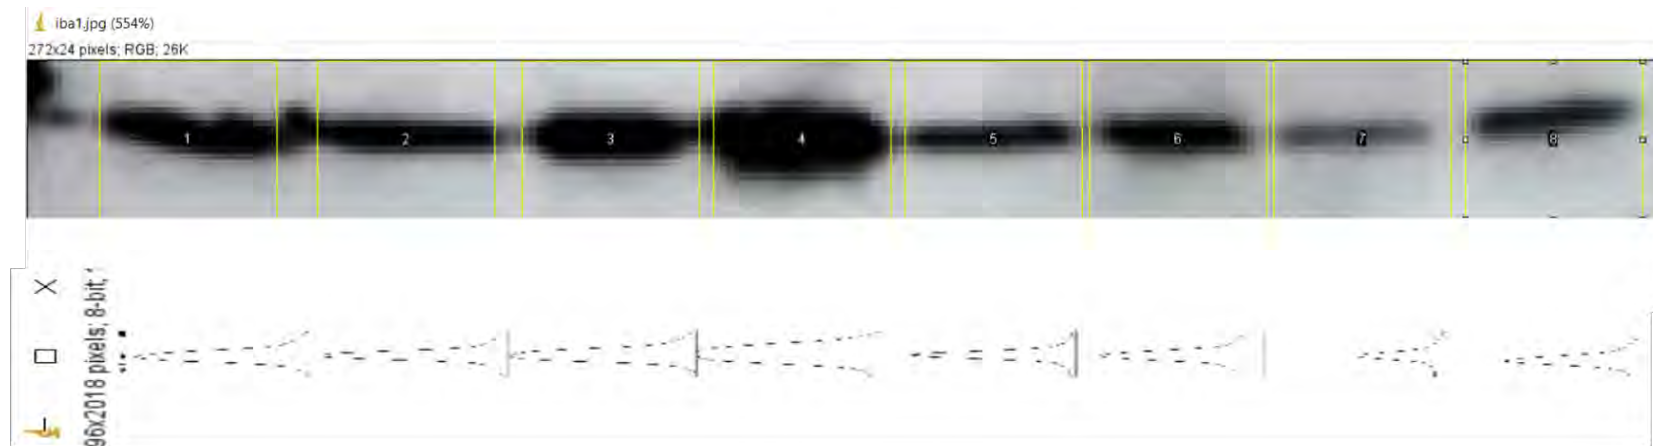 iba1.jpg (554%)
272x24 pixels; RGB; 26K
1 2 3 4 5 6 7 8
96x2018 pixels; 8-bit; 1